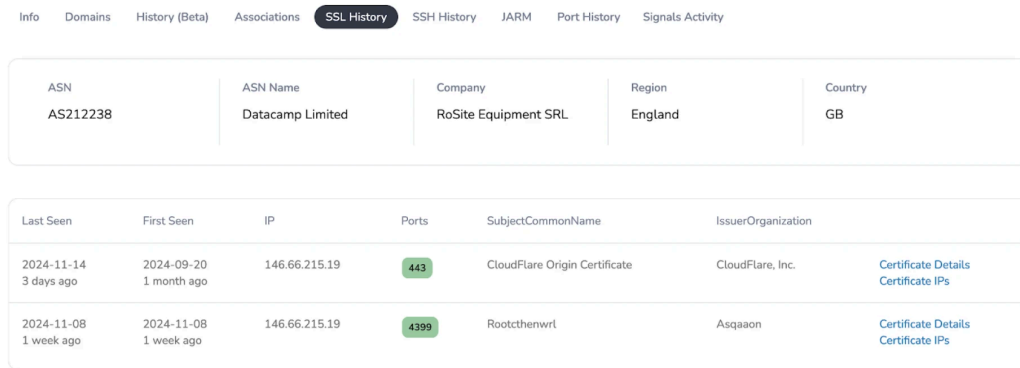 Info Domains History (Beta) Associations SSL History SSH History JARM Port History Signals Activity
ASN ASN Name Company Region Country
AS212238 Datacamp Limited RoSite Equipment SRL England GB
Last Seen First Seen IP Ports SubjectCommonName IssuerOrganization
2024-11-14 2024-09-20 146.66.215.19 443 CloudFlare Origin Certificate CloudFlare, Inc. Certificate Details
3 days ago 1 month ago Certificate IPs
2024-11-08 2024-11-08 146.66.215.19 4399 Rootcthenwrl Asqaaon Certificate Details
1 week ago 1 week ago Certificate IPs